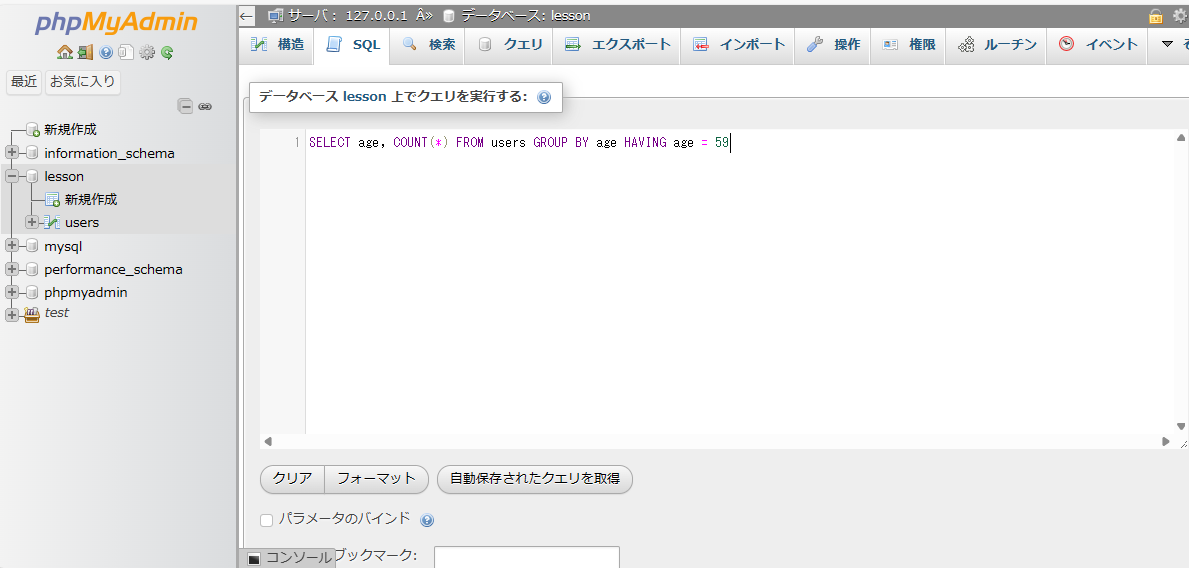 phpMyAdmin
最近 お気に入り
新規作成
information_schema
lesson
新規作成
users
mysql
performance_schema
phpmyadmin
test
サーバ： 127.0.0.1 Â» データベース: lesson
構造 SQL 検索 クエリ エクスポート インポート 操作 権限 ルーチン イベント
データベース lesson 上でクエリを実行する:
1 SELECT age, COUNT(*) FROM users GROUP BY age HAVING age = 59
クリア フォーマット 自動保存されたクエリを取得
パラメータのバインド
コンソール ブックマーク: